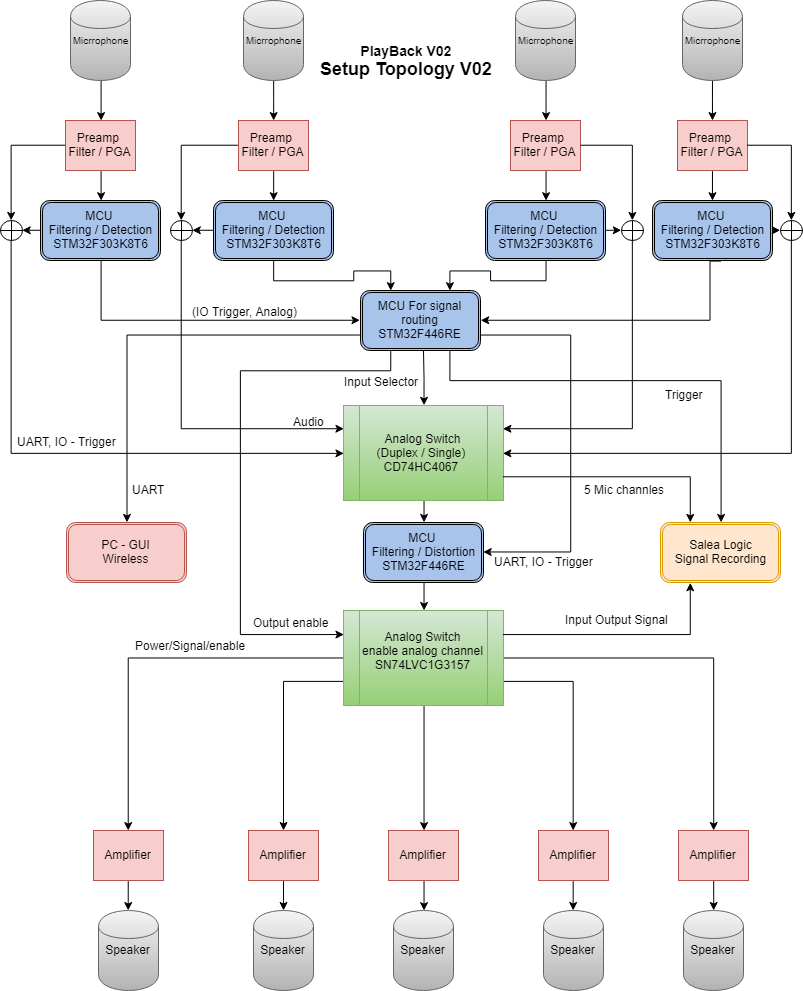 Micrrophone
Micrrophone
Micrrophone
Micrrophone
PlayBack V02
Setup Topology V02
Preamp
Filter / PGA
Preamp
Filter / PGA
Preamp
Filter / PGA
Preamp
Filter / PGA
MCU
Filtering / Detection
STM32F303K8T6
MCU
Filtering / Detection
STM32F303K8T6
MCU
Filtering / Detection
STM32F303K8T6
MCU
Filtering / Detection
STM32F303K8T6
(IO Trigger, Analog)
MCU For signal
routing
STM32F446RE
Input Selector
Trigger
Audio
UART, IO - Trigger
Analog Switch
(Duplex / Single)
CD74HC4067
UART
5 Mic channles
PC - GUI
Wireless
MCU
Filtering / Distortion
STM32F446RE
UART, IO - Trigger
Salea Logic
Signal Recording
Output enable
Input Output Signal
Power/Signal/enable
Analog Switch
enable analog channel
SN74LVC1G3157
Amplifier
Amplifier
Amplifier
Amplifier
Amplifier
Speaker
Speaker
Speaker
Speaker
Speaker